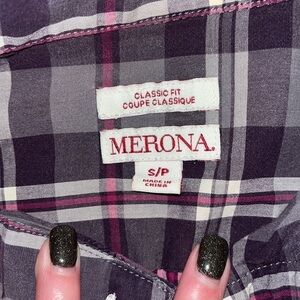 CLASSIC FIT
COUPE CLASSIQUE
MERONA.
S/P
MADE IN
CHINA